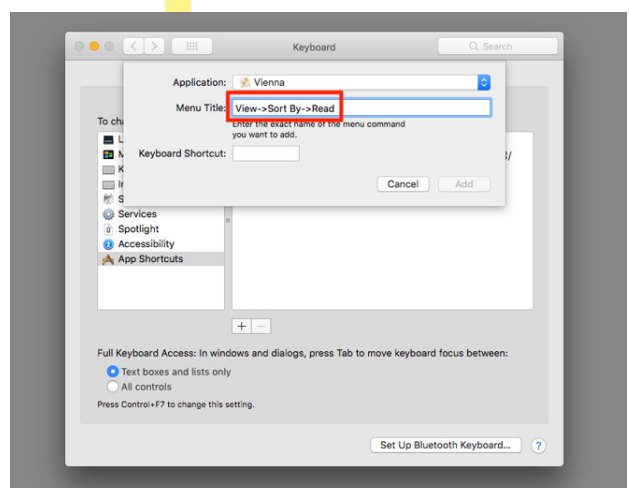 Keyboard
Search
Application:
Vienna
Menu Title:
View->Sort By->Read
Enter the exact name of the menu command
you want to add.
Keyboard Shortcut:
Cancel
Add
To ch
Services
Spotlight
Accessibility
App Shortcuts
+
Full Keyboard Access: In windows and dialogs, press Tab to move keyboard focus between:
Text boxes and lists only
All controls
Press Control+F7 to change this setting.
Set Up Bluetooth Keyboard...
?